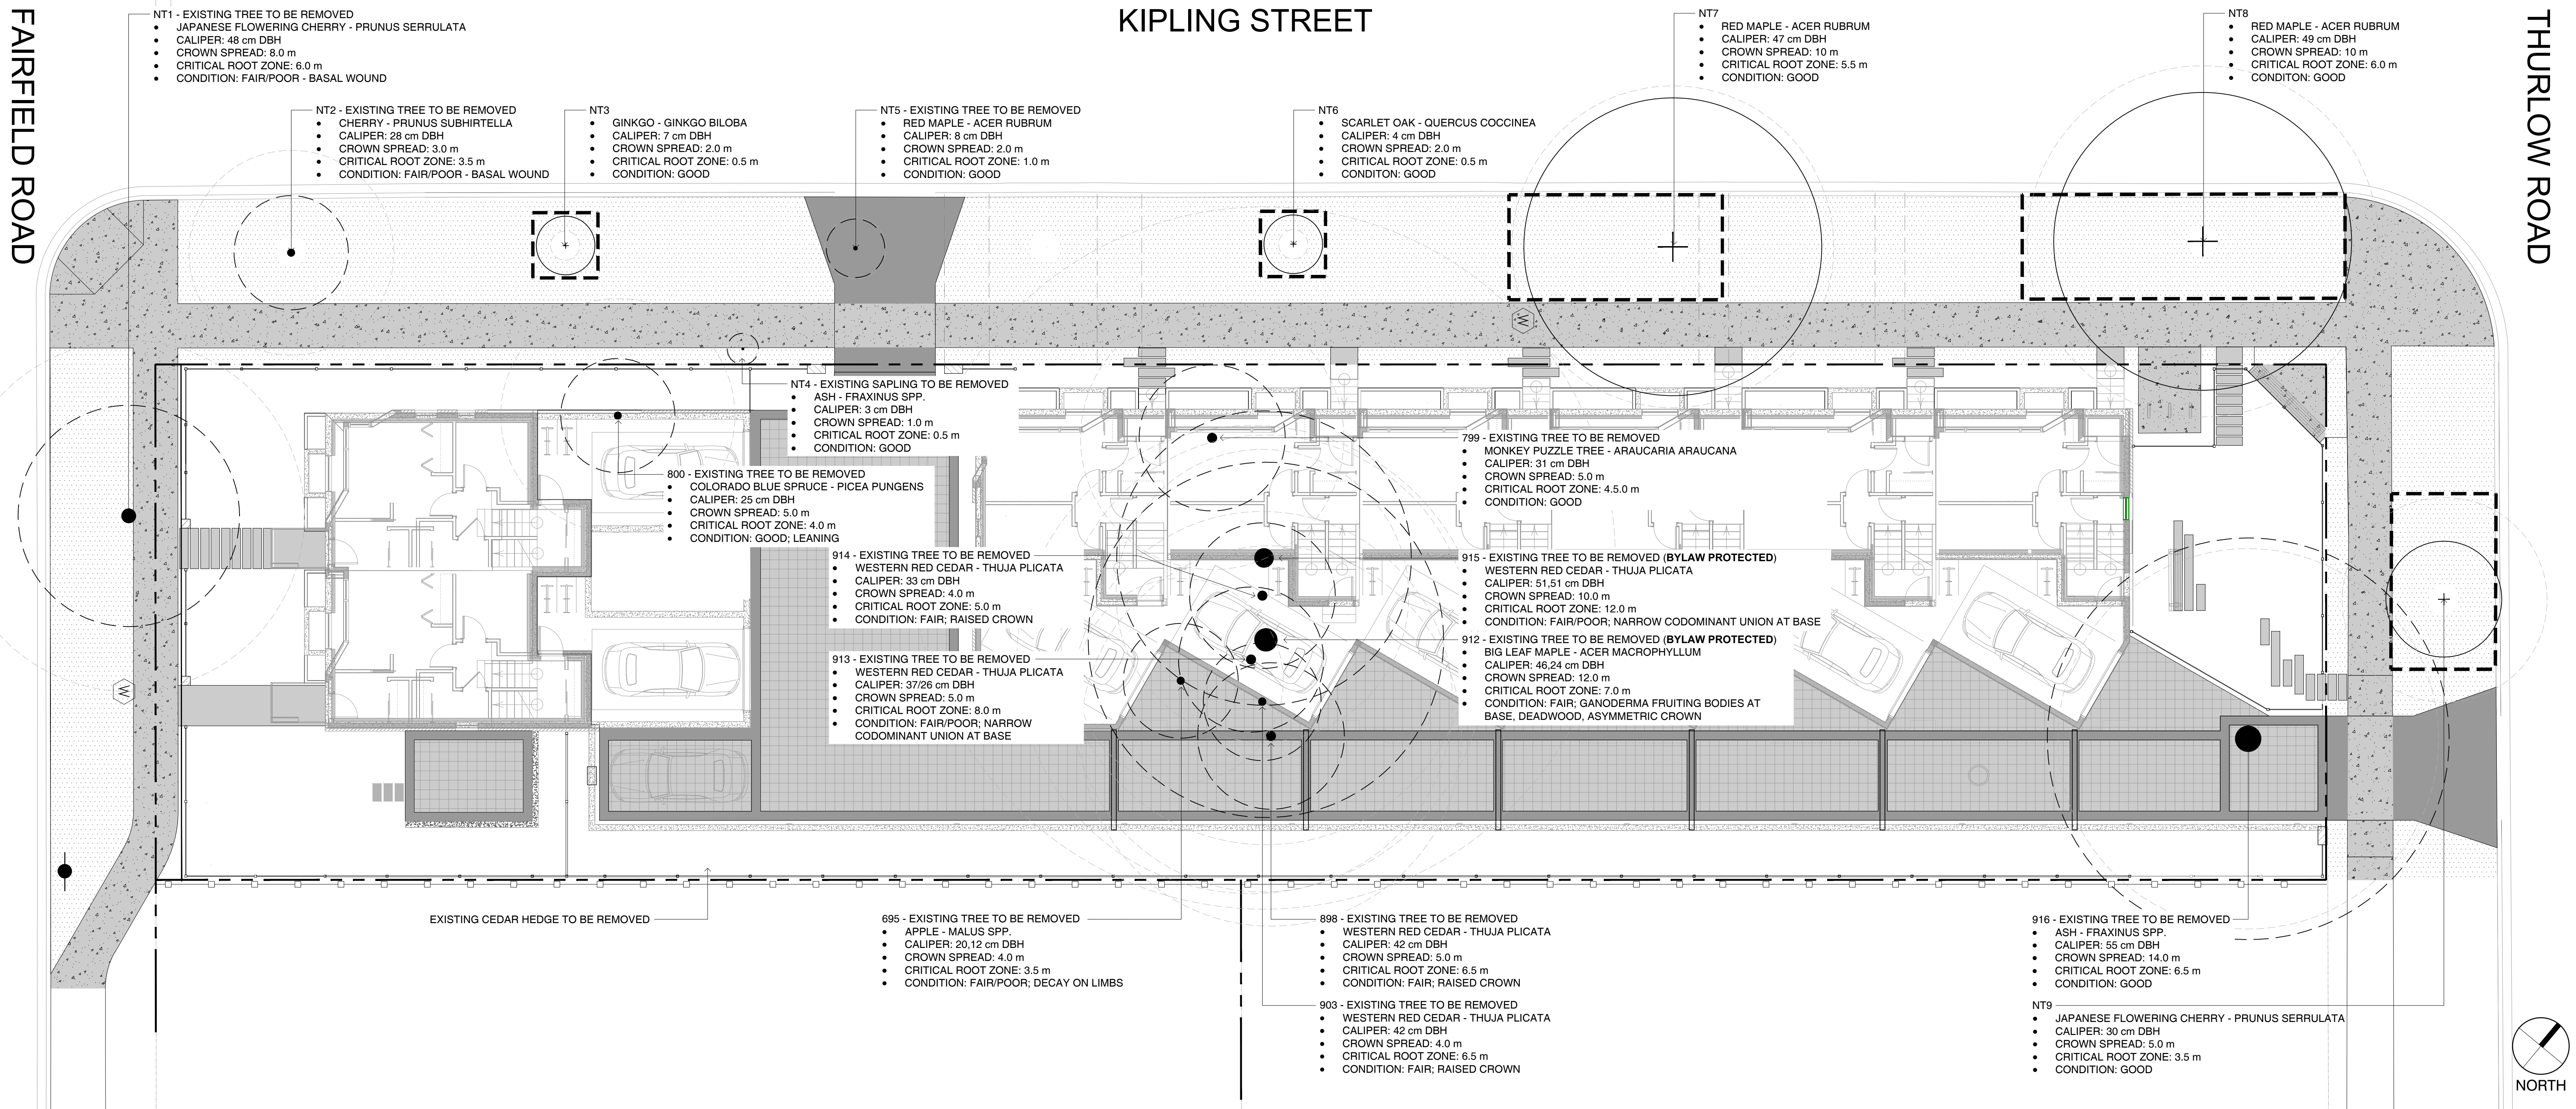 FAIRFIELD ROAD
KIPLING STREET
THURLOW ROAD
NT1 - EXISTING TREE TO BE REMOVED
• JAPANESE FLOWERING CHERRY - PRUNUS SERRULATA
• CALIPER: 48 cm DBH
• CROWN SPREAD: 8.0 m
• CRITICAL ROOT ZONE: 6.0 m
• CONDITION: FAIR/POOR - BASAL WOUND
NT7
• RED MAPLE - ACER RUBRUM
• CALIPER: 47 cm DBH
• CROWN SPREAD: 10 m
• CRITICAL ROOT ZONE: 5.5 m
• CONDITION: GOOD
NT8
• RED MAPLE - ACER RUBRUM
• CALIPER: 49 cm DBH
• CROWN SPREAD: 10 m
• CRITICAL ROOT ZONE: 6.0 m
• CONDITON: GOOD
NT2 - EXISTING TREE TO BE REMOVED
• CHERRY - PRUNUS SUBHIRTELLA
• CALIPER: 28 cm DBH
• CROWN SPREAD: 3.0 m
• CRITICAL ROOT ZONE: 3.5 m
• CONDITION: FAIR/POOR - BASAL WOUND
NT3
• GINKGO - GINKGO BILOBA
• CALIPER: 7 cm DBH
• CROWN SPREAD: 2.0 m
• CRITICAL ROOT ZONE: 0.5 m
• CONDITION: GOOD
NT5 - EXISTING TREE TO BE REMOVED
• RED MAPLE - ACER RUBRUM
• CALIPER: 8 cm DBH
• CROWN SPREAD: 2.0 m
• CRITICAL ROOT ZONE: 1.0 m
• CONDITION: GOOD
NT6
• SCARLET OAK - QUERCUS COCCINEA
• CALIPER: 4 cm DBH
• CROWN SPREAD: 2.0 m
• CRITICAL ROOT ZONE: 0.5 m
• CONDITON: GOOD
W
NT4 - EXISTING SAPLING TO BE REMOVED
• ASH - FRAXINUS SPP.
• CALIPER: 3 cm DBH
• CROWN SPREAD: 1.0 m
• CRITICAL ROOT ZONE: 0.5 m
• CONDITION: GOOD
799 - EXISTING TREE TO BE REMOVED
• MONKEY PUZZLE TREE - ARAUCARIA ARAUCANA
• CALIPER: 31 cm DBH
• CROWN SPREAD: 5.0 m
• CRITICAL ROOT ZONE: 4.5.0 m
• CONDITION: GOOD
800 - EXISTING TREE TO BE REMOVED
• COLORADO BLUE SPRUCE - PICEA PUNGENS
• CALIPER: 25 cm DBH
• CROWN SPREAD: 5.0 m
• CRITICAL ROOT ZONE: 4.0 m
• CONDITION: GOOD; LEANING
914 - EXISTING TREE TO BE REMOVED
• WESTERN RED CEDAR - THUJA PLICATA
• CALIPER: 33 cm DBH
• CROWN SPREAD: 4.0 m
• CRITICAL ROOT ZONE: 5.0 m
• CONDITION: FAIR; RAISED CROWN
915 - EXISTING TREE TO BE REMOVED (BYLAW PROTECTED)
• WESTERN RED CEDAR - THUJA PLICATA
• CALIPER: 51,51 cm DBH
• CROWN SPREAD: 10.0 m
• CRITICAL ROOT ZONE: 12.0 m
• CONDITION: FAIR/POOR; NARROW CODOMINANT UNION AT BASE
912 - EXISTING TREE TO BE REMOVED (BYLAW PROTECTED)
• BIG LEAF MAPLE - ACER MACROPHYLLUM
• CALIPER: 46,24 cm DBH
• CROWN SPREAD: 12.0 m
• CRITICAL ROOT ZONE: 7.0 m
• CONDITION: FAIR; GANODERMA FRUITING BODIES AT
BASE, DEADWOOD, ASYMMETRIC CROWN
913 - EXISTING TREE TO BE REMOVED
• WESTERN RED CEDAR - THUJA PLICATA
• CALIPER: 37/26 cm DBH
• CROWN SPREAD: 5.0 m
• CRITICAL ROOT ZONE: 8.0 m
• CONDITION: FAIR/POOR; NARROW
CODOMINANT UNION AT BASE
W
EXISTING CEDAR HEDGE TO BE REMOVED
695 - EXISTING TREE TO BE REMOVED
• APPLE - MALUS SPP.
• CALIPER: 20,12 cm DBH
• CROWN SPREAD: 4.0 m
• CRITICAL ROOT ZONE: 3.5 m
• CONDITION: FAIR/POOR; DECAY ON LIMBS
898 - EXISTING TREE TO BE REMOVED
• WESTERN RED CEDAR - THUJA PLICATA
• CALIPER: 42 cm DBH
• CROWN SPREAD: 5.0 m
• CRITICAL ROOT ZONE: 6.5 m
• CONDITION: FAIR; RAISED CROWN
903 - EXISTING TREE TO BE REMOVED
• WESTERN RED CEDAR - THUJA PLICATA
• CALIPER: 42 cm DBH
• CROWN SPREAD: 4.0 m
• CRITICAL ROOT ZONE: 6.5 m
• CONDITION: FAIR; RAISED CROWN
916 - EXISTING TREE TO BE REMOVED
• ASH - FRAXINUS SPP.
• CALIPER: 55 cm DBH
• CROWN SPREAD: 14.0 m
• CRITICAL ROOT ZONE: 6.5 m
• CONDITION: GOOD
NT9
• JAPANESE FLOWERING CHERRY - PRUNUS SERRULATA
• CALIPER: 30 cm DBH
• CROWN SPREAD: 5.0 m
• CRITICAL ROOT ZONE: 3.5 m
• CONDITION: GOOD
NORTH